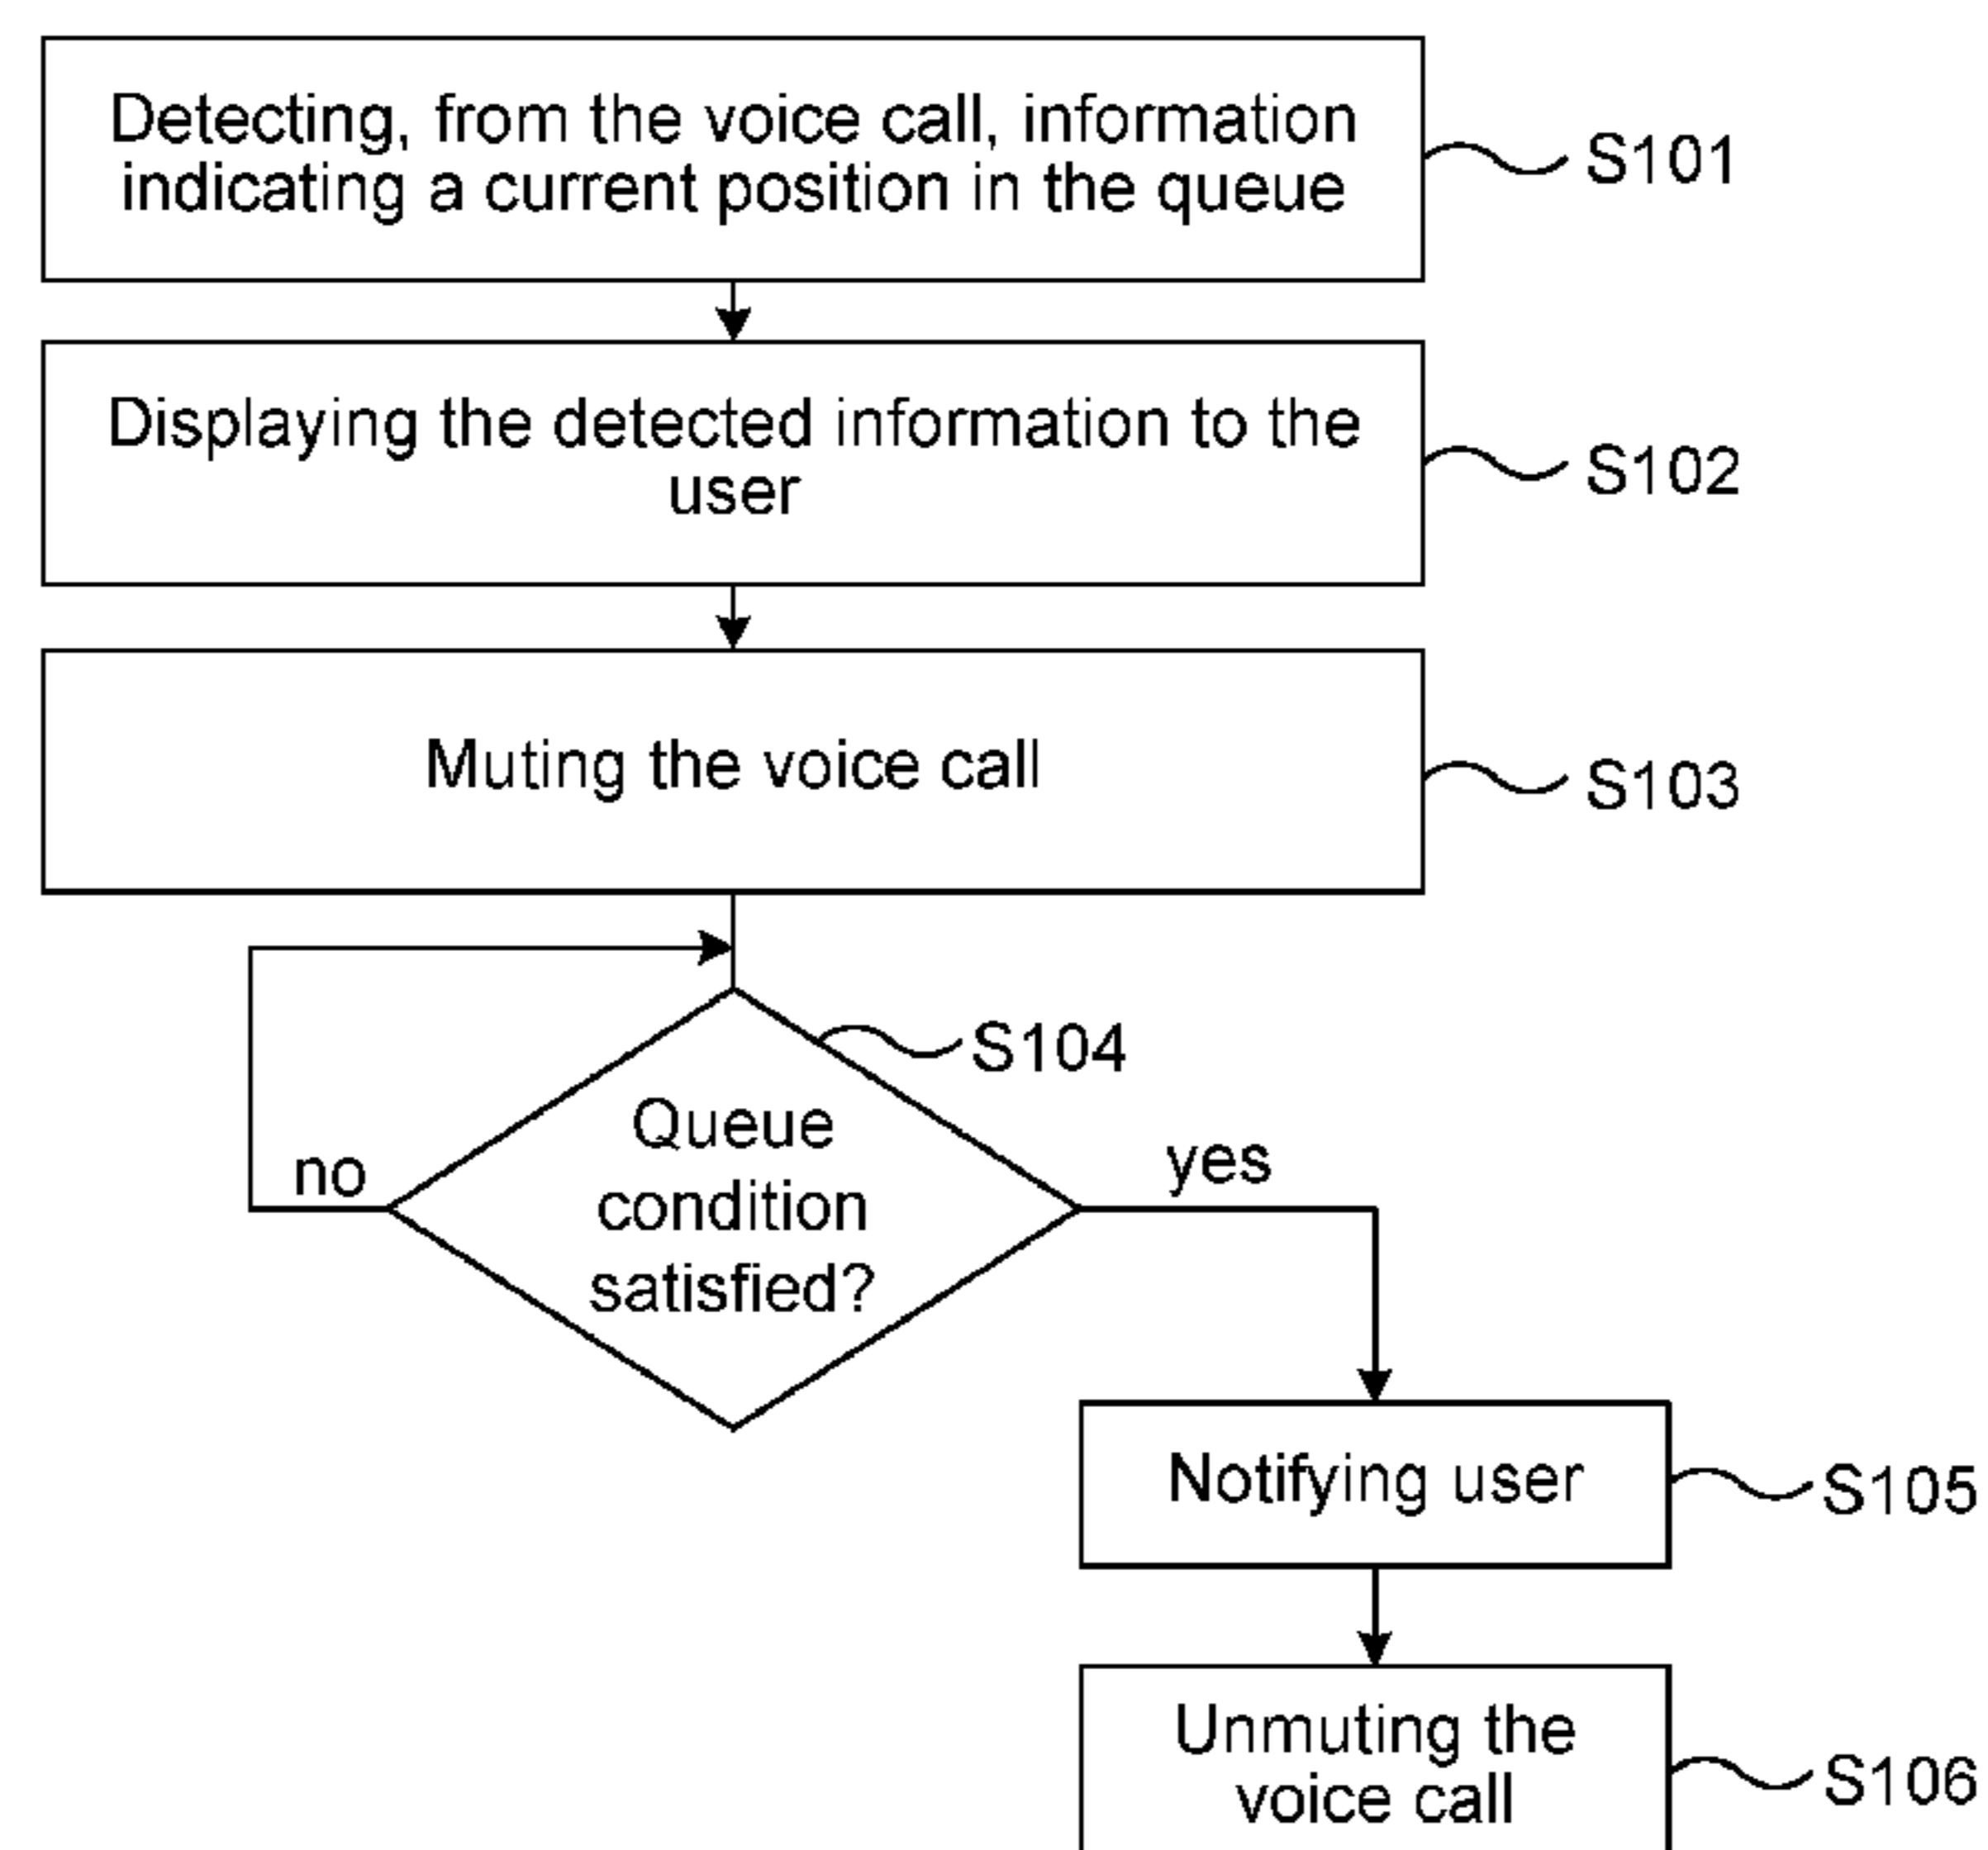 Detecting, from the voice call, information
indicating a current position in the queue
S101
Displaying the detected information to the
user
S102
Muting the voice call
S103
S104
Queue
condition
satisfied?
no
yes
Notifying user
S105
Unmuting the
voice call
S106